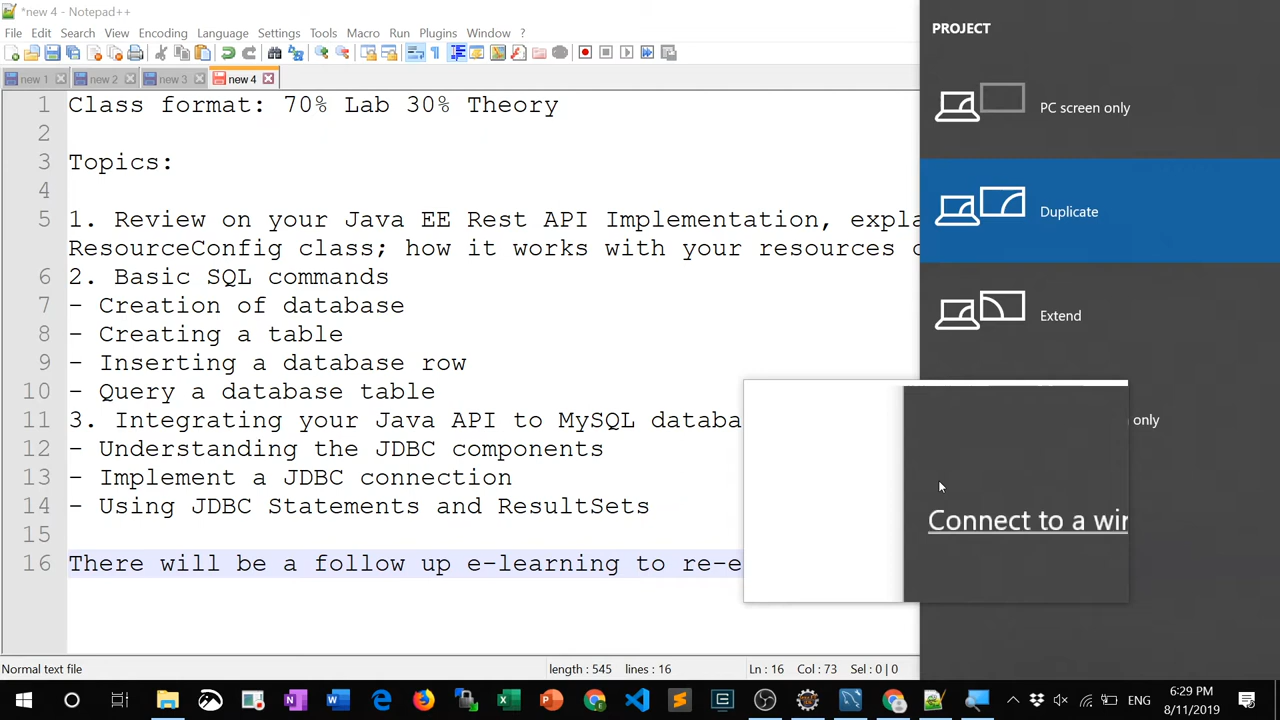 *new 4 - Notepad++
File Edit Search View Encoding Language Settings Tools Macro Run Plugins Window ?
new 1 new 2 new 3 new 4
1 Class format: 70% Lab 30% Theory
2
3 Topics:
4
5 1. Review on your Java EE Rest API Implementation, expla
ResourceConfig class; how it works with your resources
6 2. Basic SQL commands
7 - Creation of database
8 - Creating a table
9 - Inserting a database row
10 - Query a database table
11 3. Integrating your Java API to MySQL databa
12 - Understanding the JDBC components
13 - Implement a JDBC connection
14 - Using JDBC Statements and ResultSets
15
16 There will be a follow up e-learning to re-e
Normal text file length : 545 lines : 16 Ln : 16 Col : 73 Sel : 0 | 0
PROJECT
PC screen only
Duplicate
Extend
only
Connect to a wir
ENG
6:29 PM
8/11/2019